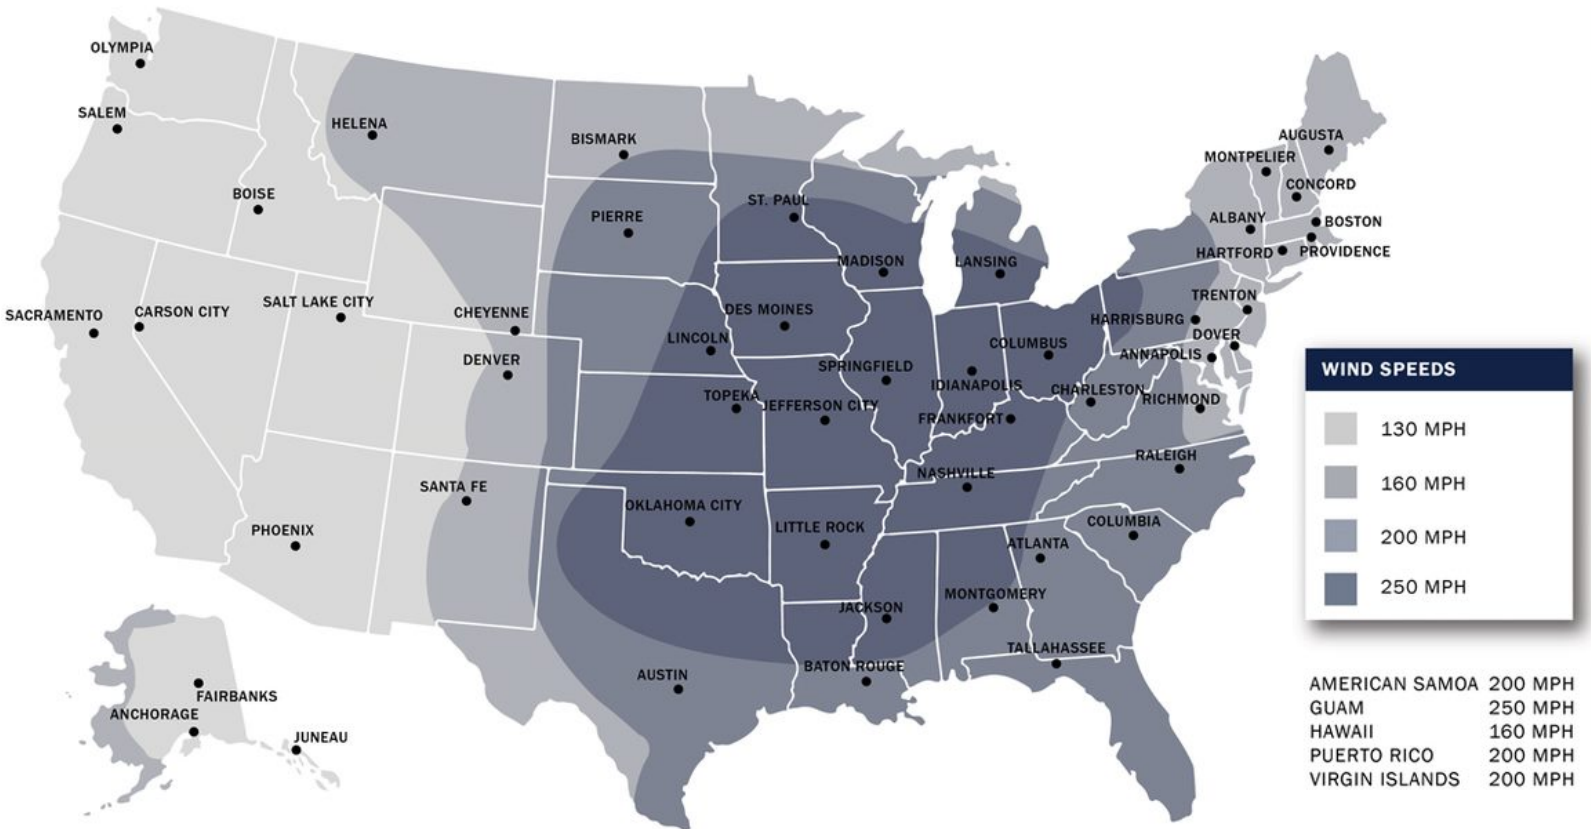 OLYMPIA
SALEM
HELENA
BISMARK
AUGUSTA
MONTPELIER
CONCORD
BOISE
PIERRE
ST. PAUL
ALBANY
BOSTON
HARTFORD
PROVIDENCE
MADISON
LANSING
SACRAMENTO
CARSON CITY
SALT LAKE CITY
CHEYENNE
DES MOINES
TRENTON
HARRISBURG
LINCOLN
COLUMBUS
DOVER
ANNAPOLIS
DENVER
SPRINGFIELD
IDIANAPOLIS
CHARLESTON
RICHMOND
TOPEKA
JEFFERSON CITY
FRANKFORT
RALEIGH
SANTA FE
NASHVILLE
OKLAHOMA CITY
LITTLE ROCK
COLUMBIA
PHOENIX
ATLANTA
JACKSON
MONTGOMERY
TALLAHASSEE
BATON ROUGE
AUSTIN
FAIRBANKS
ANCHORAGE
JUNEAU
WIND SPEEDS
130 MPH
160 MPH
200 MPH
250 MPH
AMERICAN SAMOA 200 MPH
GUAM 250 MPH
HAWAII 160 MPH
PUERTO RICO 200 MPH
VIRGIN ISLANDS 200 MPH